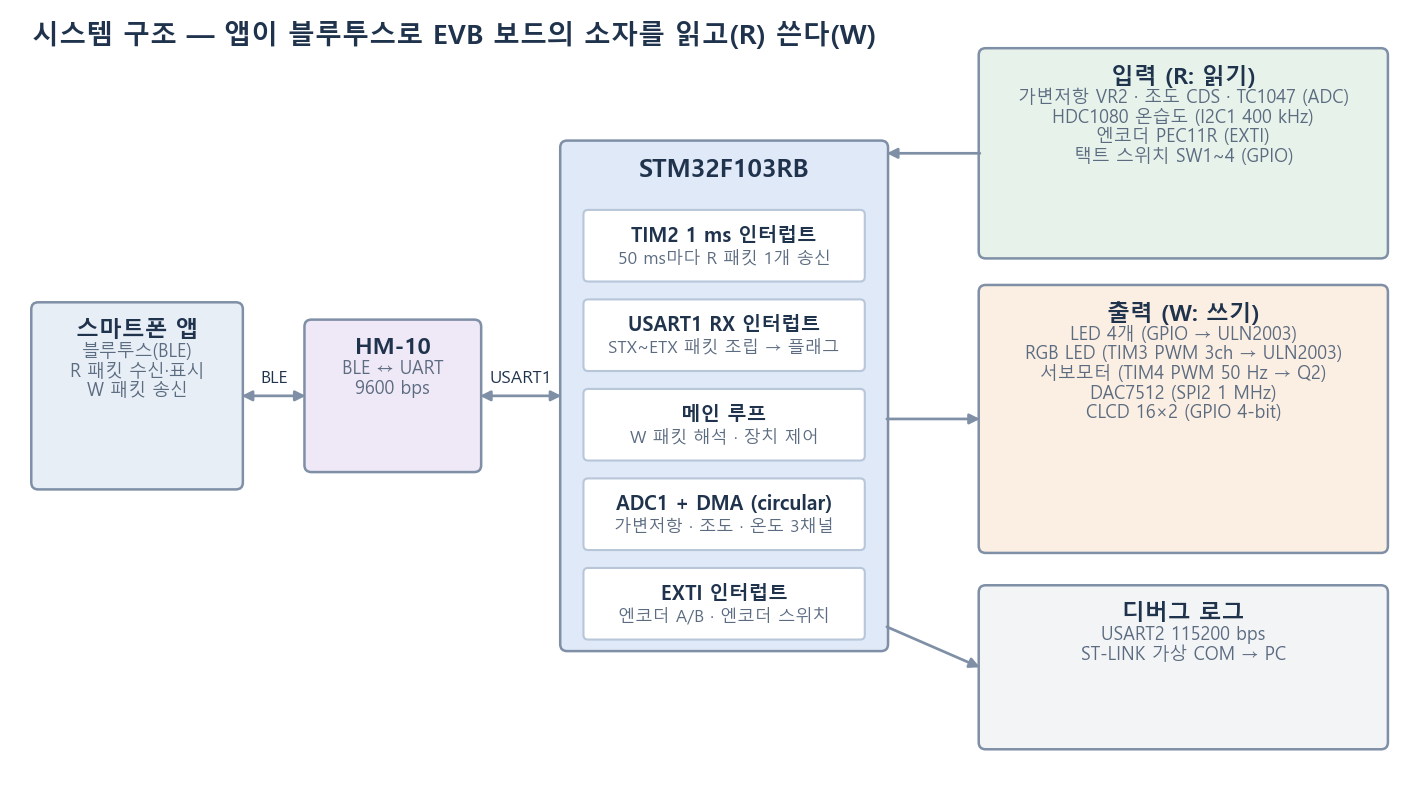 시스템 구조 — 앱이 블루투스로 EVB 보드의 소자를 읽고(R) 쓴다(W)
스마트폰 앱
블루투스(BLE)
R 패킷 수신·표시
W 패킷 송신
BLE
HM-10
BLE ↔ UART
9600 bps
USART1
STM32F103RB
TIM2 1 ms 인터럽트
50 ms마다 R 패킷 1개 송신
USART1 RX 인터럽트
STX~ETX 패킷 조립 → 플래그
메인 루프
W 패킷 해석 · 장치 제어
ADC1 + DMA (circular)
가변저항 · 조도 · 온도 3채널
EXTI 인터럽트
엔코더 A/B · 엔코더 스위치
입력 (R: 읽기)
가변저항 VR2 · 조도 CDS · TC1047 (ADC)
HDC1080 온습도 (I2C1 400 kHz)
엔코더 PEC11R (EXTI)
택트 스위치 SW1~4 (GPIO)
출력 (W: 쓰기)
LED 4개 (GPIO → ULN2003)
RGB LED (TIM3 PWM 3ch → ULN2003)
서보모터 (TIM4 PWM 50 Hz → Q2)
DAC7512 (SPI2 1 MHz)
CLCD 16×2 (GPIO 4-bit)
디버그 로그
USART2 115200 bps
ST-LINK 가상 COM → PC